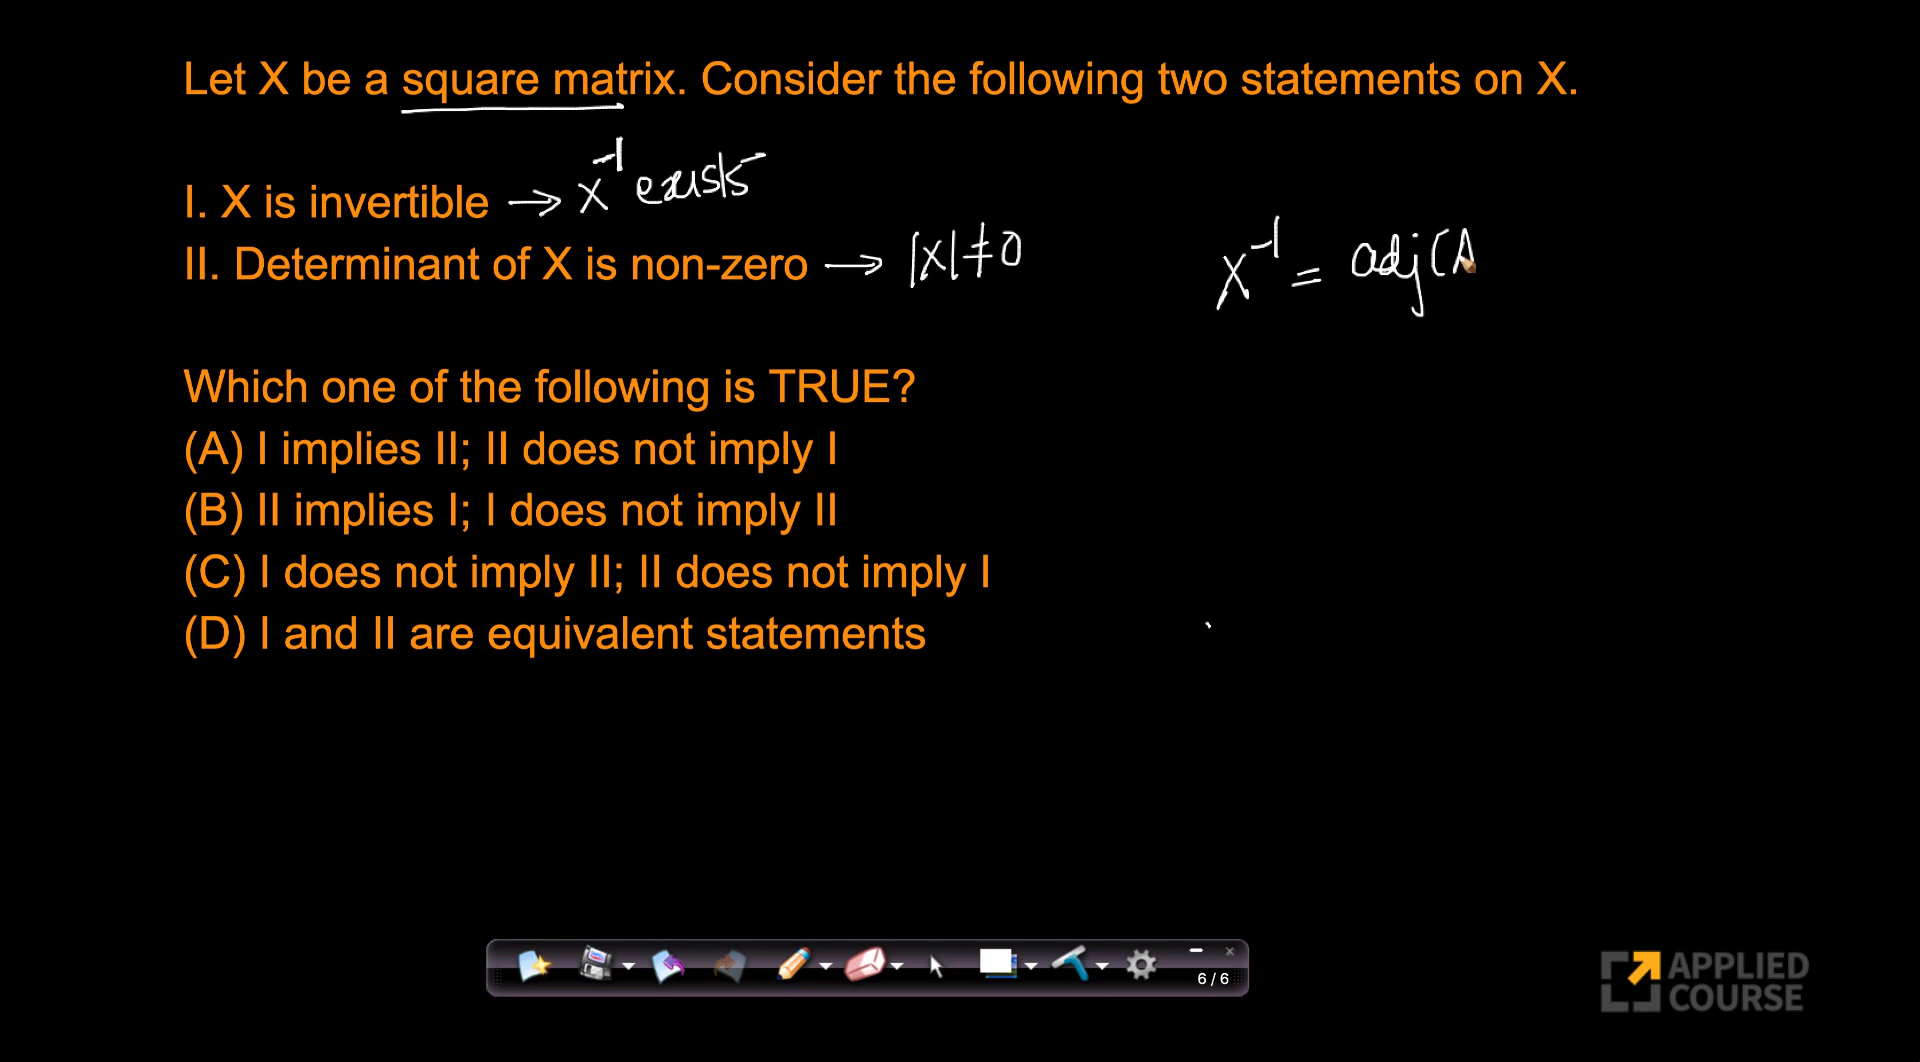 Let X be a square matrix. Consider the following two statements on X.
I. X is invertible → X⁻¹ exists
II. Determinant of X is non-zero → |X| ≠ 0
X⁻¹ = adj(A
Which one of the following is TRUE?
(A) I implies II; II does not imply I
(B) II implies I; I does not imply II
(C) I does not imply II; II does not imply I
(D) I and II are equivalent statements
6 / 6
APPLIED
COURSE